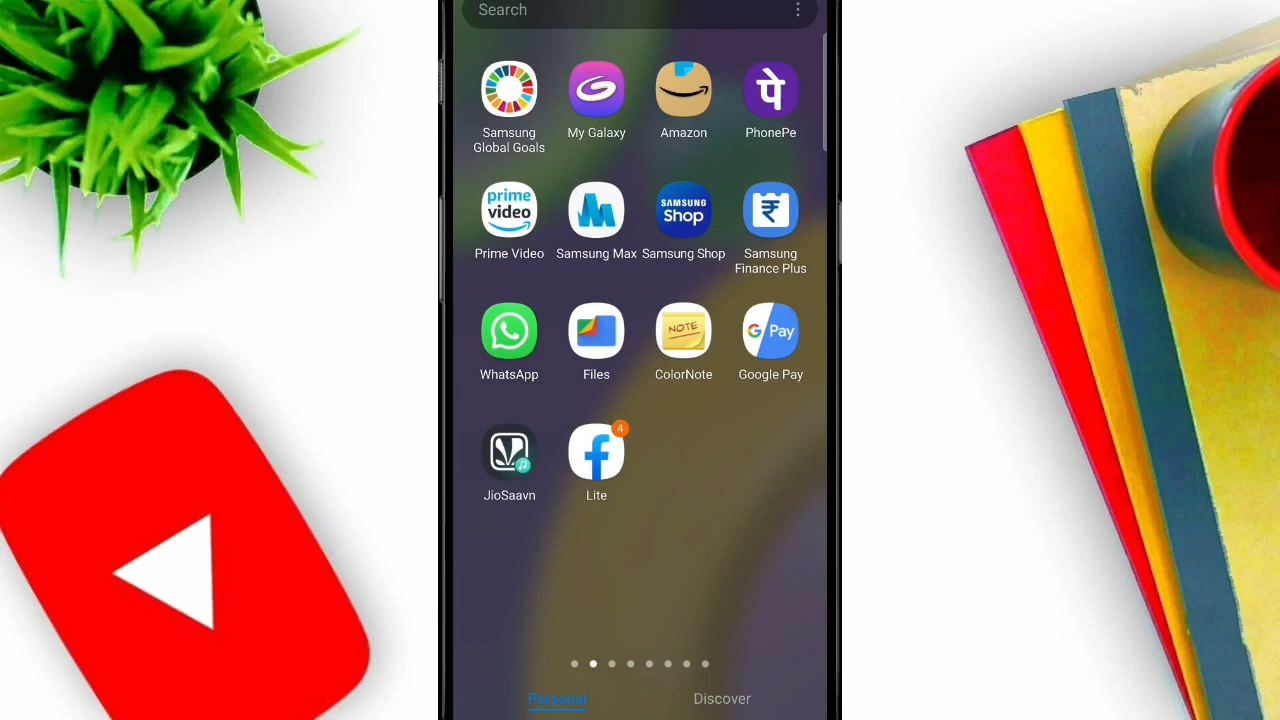 Search
Samsung
Global Goals
My Galaxy
Amazon
पे
PhonePe
prime
video
Prime Video
Samsung Max
SAMSUNG
Shop
Samsung Shop
₹
Samsung
Finance Plus
WhatsApp
Files
NOTE
ColorNote
G Pay
Google Pay
JioSaavn
4
Lite
Personal
Discover